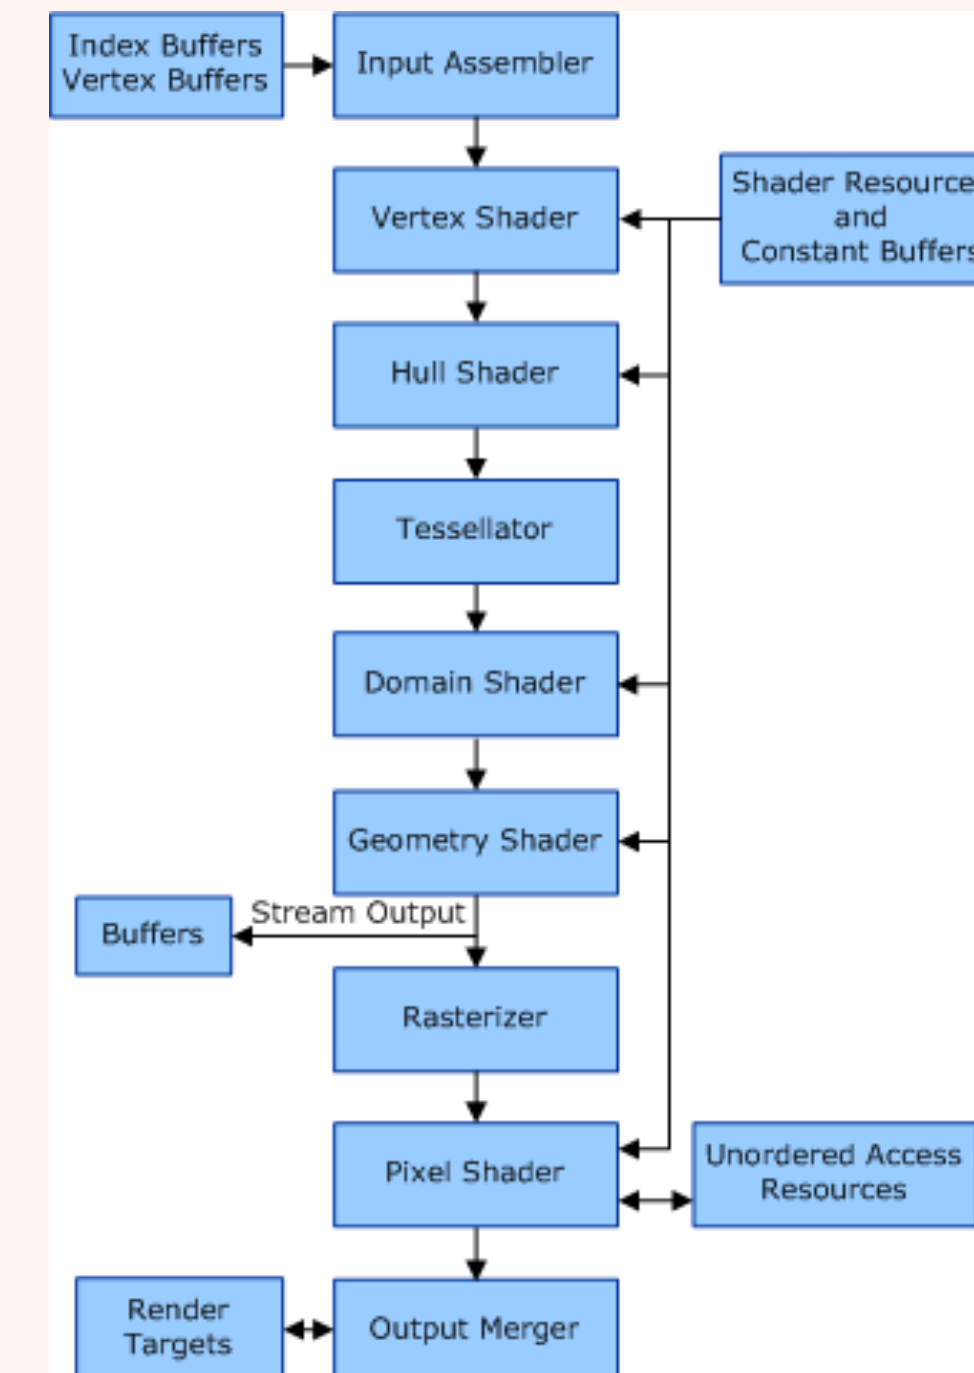 Index Buffers
Vertex Buffers
Input Assembler
Vertex Shader
Shader Resource
and
Constant Buffers
Hull Shader
Tessellator
Domain Shader
Geometry Shader
Stream Output
Buffers
Rasterizer
Pixel Shader
Unordered Access
Resources
Render
Targets
Output Merger